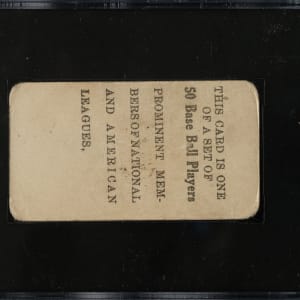 THIS CARD IS ONE
OF A SET OF
50 Base Ball Players
PROMINENT MEM-
BERS OF NATIONAL
AND AMERICAN
LEAGUES.